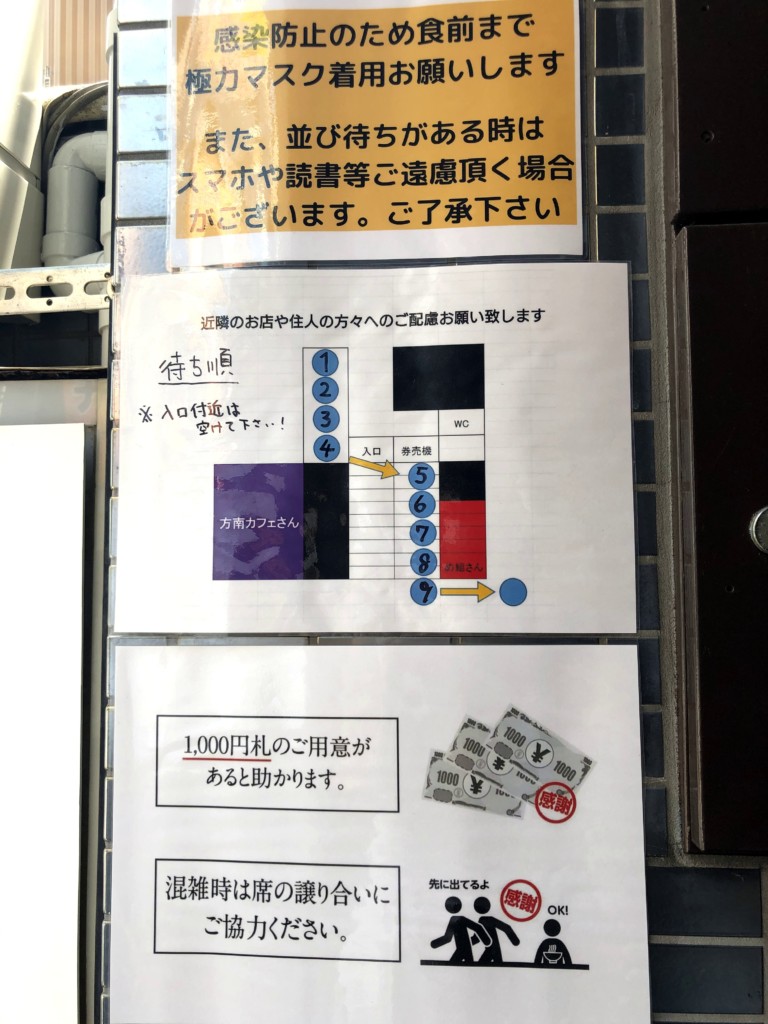 感染防止のため食前まで
極力マスク着用お願いします
また、並び待ちがある時は
スマホや読書等ご遠慮頂く場合
がございます。ご了承下さい
近隣のお店や住人の方々へのご配慮お願い致します
待ち順
※入口付近は
空けて下さい!
1
2
3
4
WC
入口
券売機
5
6
7
8
9
方南カフェさん
の鮨さん
1,000円札のご用意が
あると助かります。
1000
1000
1000
1000
感謝
混雑時は席の譲り合いに
ご協力ください。
先に出てるよ
感謝
OK!